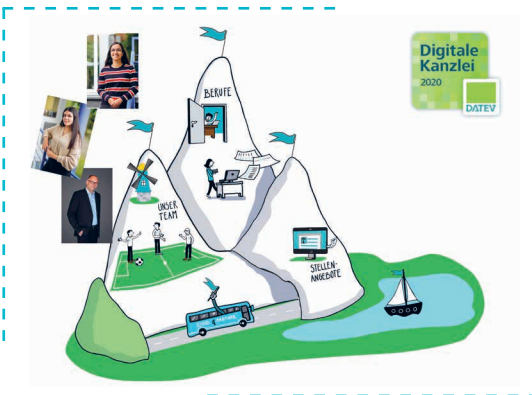 Digitale
Kanzlei
2020
DATEV
BERUFE
UNSER
TEAM
STELLEN-
ANGEBOTE